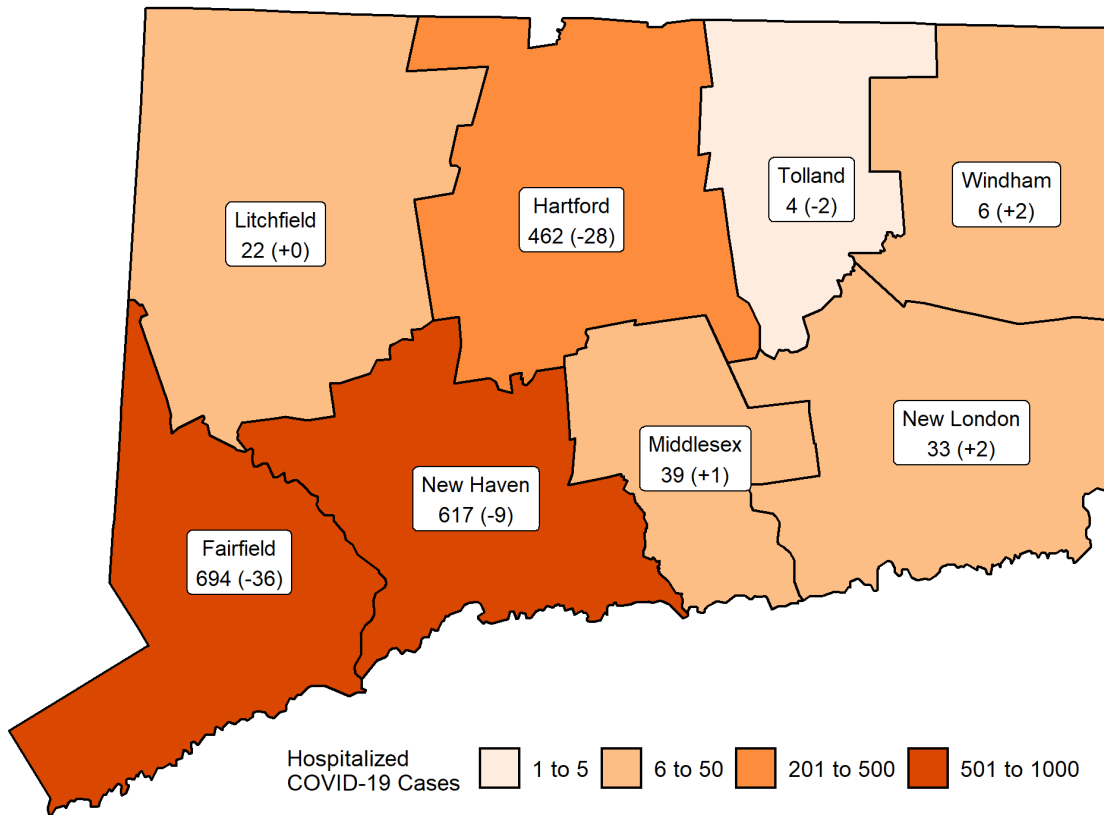 Litchfield
22 (+0)
Hartford
462 (-28)
Tolland
4 (-2)
Windham
6 (+2)
Fairfield
694 (-36)
New Haven
617 (-9)
Middlesex
39 (+1)
New London
33 (+2)
Hospitalized
COVID-19 Cases
1 to 5
6 to 50
201 to 500
501 to 1000